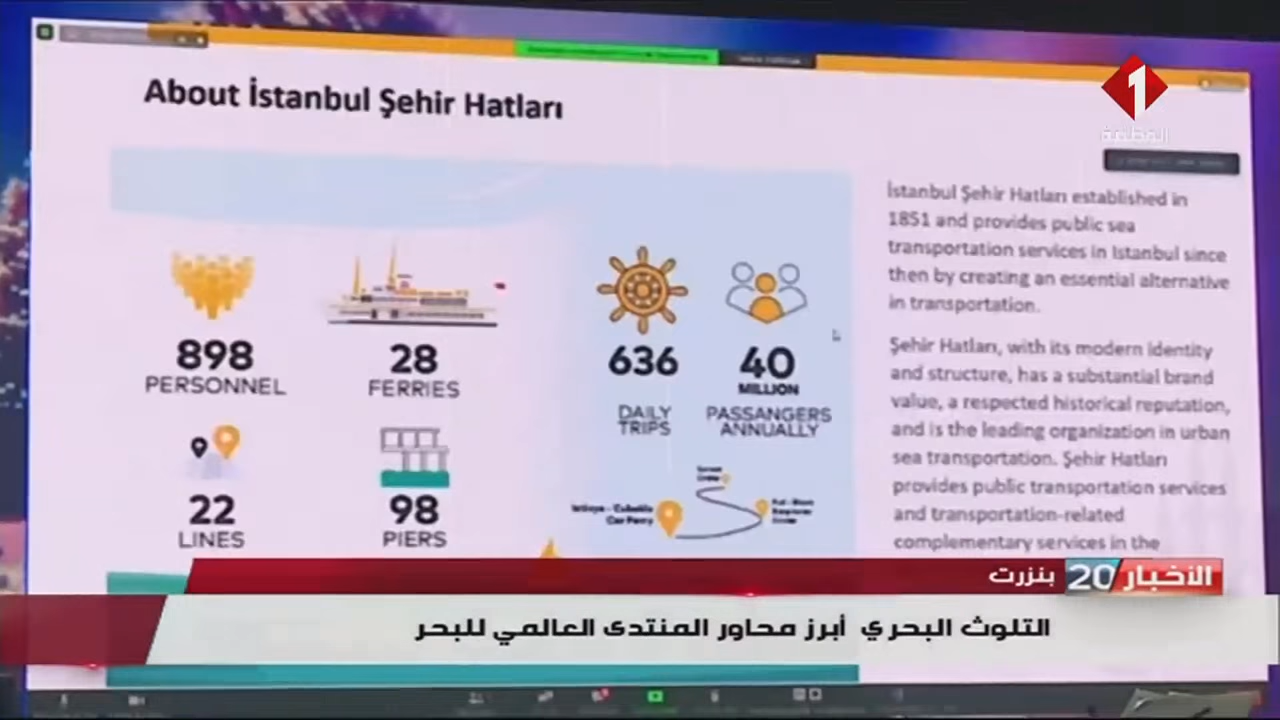 About İstanbul Şehir Hatları
1
الوطنية
898
PERSONNEL
28
FERRIES
636
DAILY
TRIPS
40
MILLION
PASSANGERS
ANNUALLY
22
LINES
98
PIERS
İstanbul Şehir Hatları established in
1851 and provides public sea
transportation services in Istanbul since
then by creating an essential alternative
in transportation.
Şehir Hatları, with its modern identity
and structure, has a substantial brand
value, a respected historical reputation,
and is the leading organization in urban
sea transportation. Şehir Hatları
provides public transportation services
and transportation-related
complementary services in the
الأخبار 20 بنزرت
التلوث البحري أبرز محاور المنتدى العالمي للبحر